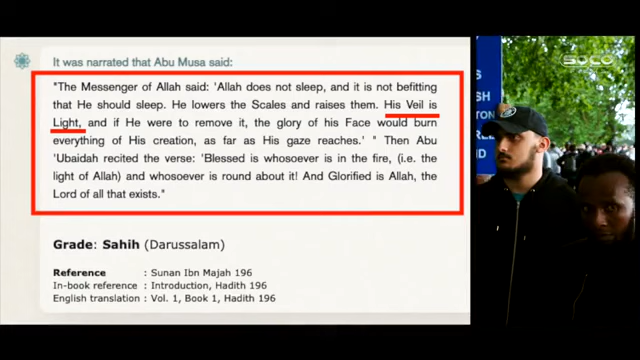 It was narrated that Abu Musa said:
"The Messenger of Allah said: 'Allah does not sleep, and it is not befitting
that He should sleep. He lowers the Scales and raises them. His Veil is
Light, and if He were to remove it, the glory of his Face would burn
everything of His creation, as far as His gaze reaches.' " Then Abu
'Ubaidah recited the verse: 'Blessed is whosoever is in the fire, (i.e. the
light of Allah) and whosoever is round about it! And Glorified is Allah, the
Lord of all that exists."
Grade: Sahih (Darussalam)
Reference : Sunan Ibn Majah 196
In-book reference : Introduction, Hadith 196
English translation : Vol. 1, Book 1, Hadith 196
SOCO
IS
SH
TON
ND